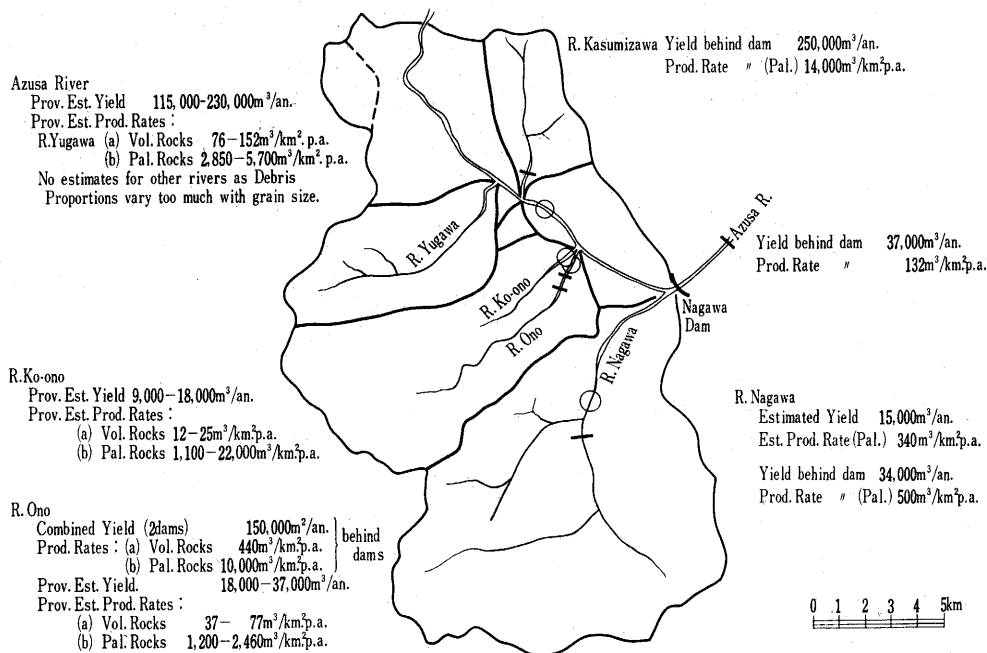 R. Kasumizawa Yield behind dam 250,000m³/an.
Prod. Rate 〃 (Pal.) 14,000m³/km².p.a.
Azusa River
Prov. Est. Yield 115,000-230,000m³/an.
Prov. Est. Prod. Rates :
R.Yugawa (a) Vol. Rocks 76-152m³/km². p.a.
(b) Pal. Rocks 2,850-5,700m³/km². p.a.
No estimates for other rivers as Debris
Proportions vary too much with grain size.
R. Yugawa
Azusa R.
Yield behind dam 37,000m³/an.
Prod. Rate 〃 132m³/km².p.a.
R. Ko-ono
Nagawa
Dam
R. Ono
R. Nagawa
R.Ko-ono
Prov. Est. Yield 9,000-18,000m³/an.
Prov. Est. Prod. Rates :
(a) Vol. Rocks 12-25m³/km².p.a.
(b) Pal. Rocks 1,100-22,000m³/km².p.a.
R. Nagawa
Estimated Yield 15,000m³/an.
Est. Prod. Rate (Pal.) 340m³/km².p.a.
Yield behind dam 34,000m³/an.
Prod. Rate 〃 (Pal.) 500m³/km²p.a.
R. Ono
Combined Yield (2dams) 150,000m²/an.
Prod. Rates : (a) Vol. Rocks 440m³/km².p.a.
(b) Pal. Rocks 10,000m³/km².p.a.
behind
dams
Prov. Est. Yield. 18,000-37,000m³/an.
Prov. Est. Prod. Rates :
(a) Vol. Rocks 37- 77m³/km².p.a.
(b) Pal. Rocks 1,200-2,460m³/km².p.a.
0 1 2 3 4 5km